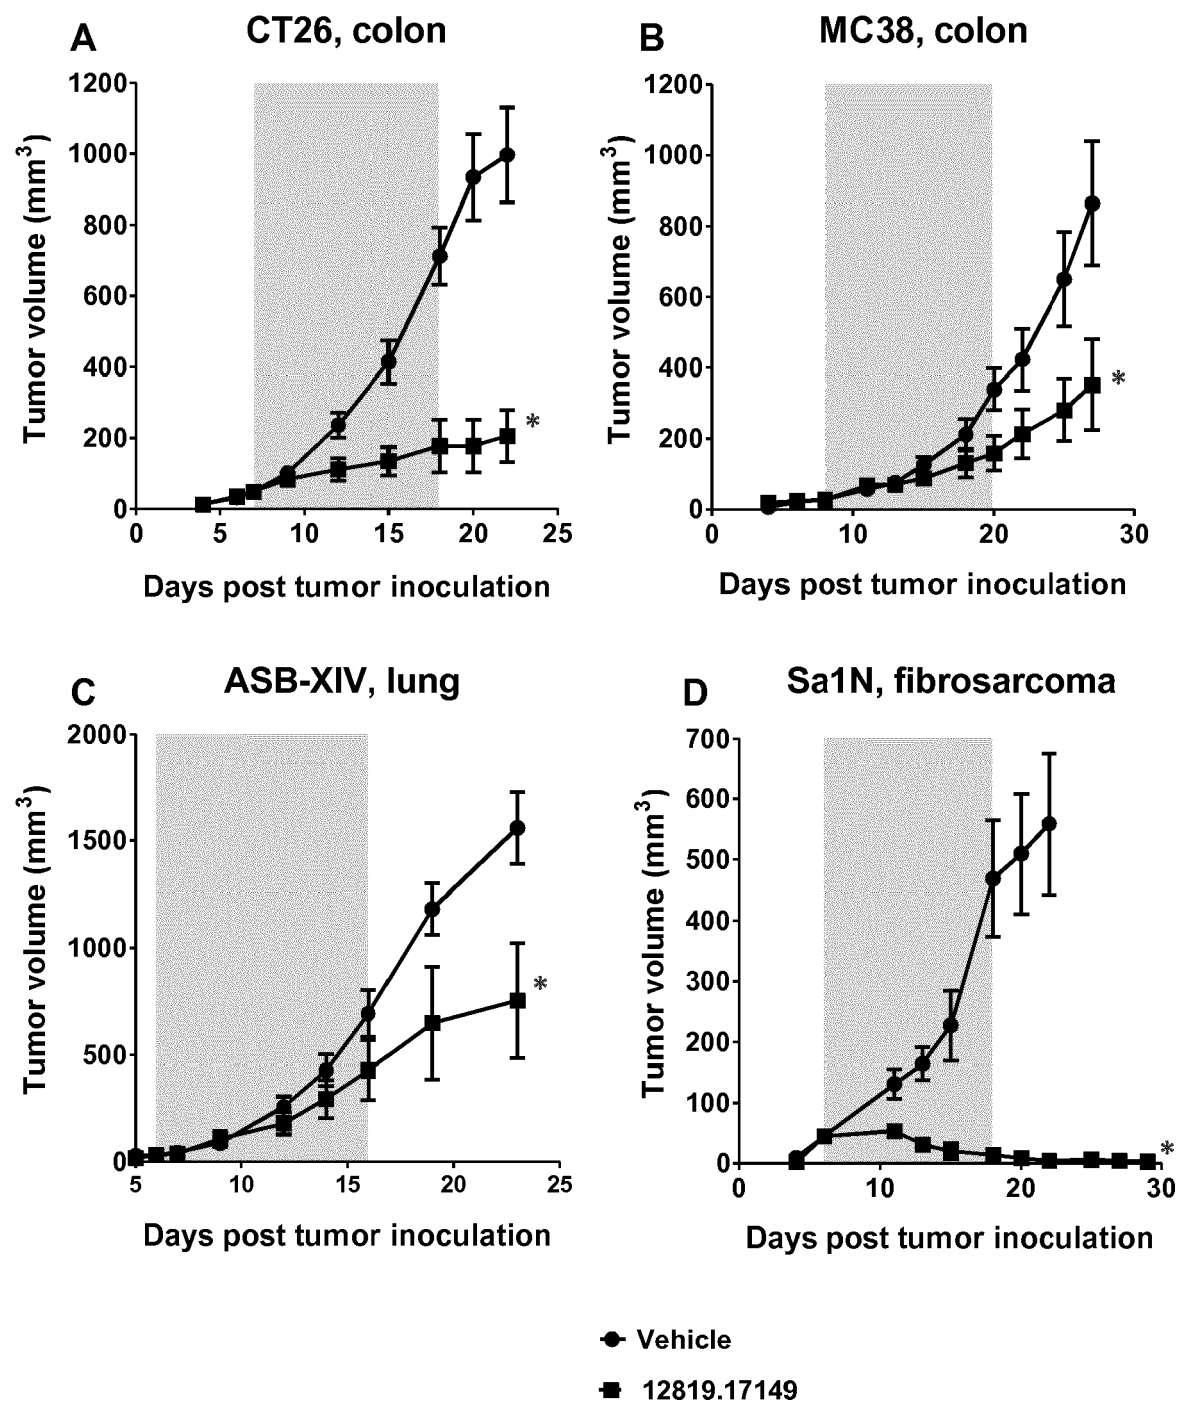 A
CT26, colon
1200
1000
800
600
400
200
0
Tumor volume (mm³)
0 5 10 15 20 25
Days post tumor inoculation
*
B
MC38, colon
1200
1000
800
600
400
200
0
Tumor volume (mm³)
0 10 20 30
Days post tumor inoculation
*
C
ASB-XIV, lung
2000
1500
1000
500
0
Tumor volume (mm³)
5 10 15 20 25
Days post tumor inoculation
*
D
Sa1N, fibrosarcoma
700
600
500
400
300
200
100
0
Tumor volume (mm³)
0 10 20 30
Days post tumor inoculation
*
Vehicle
12819.17149